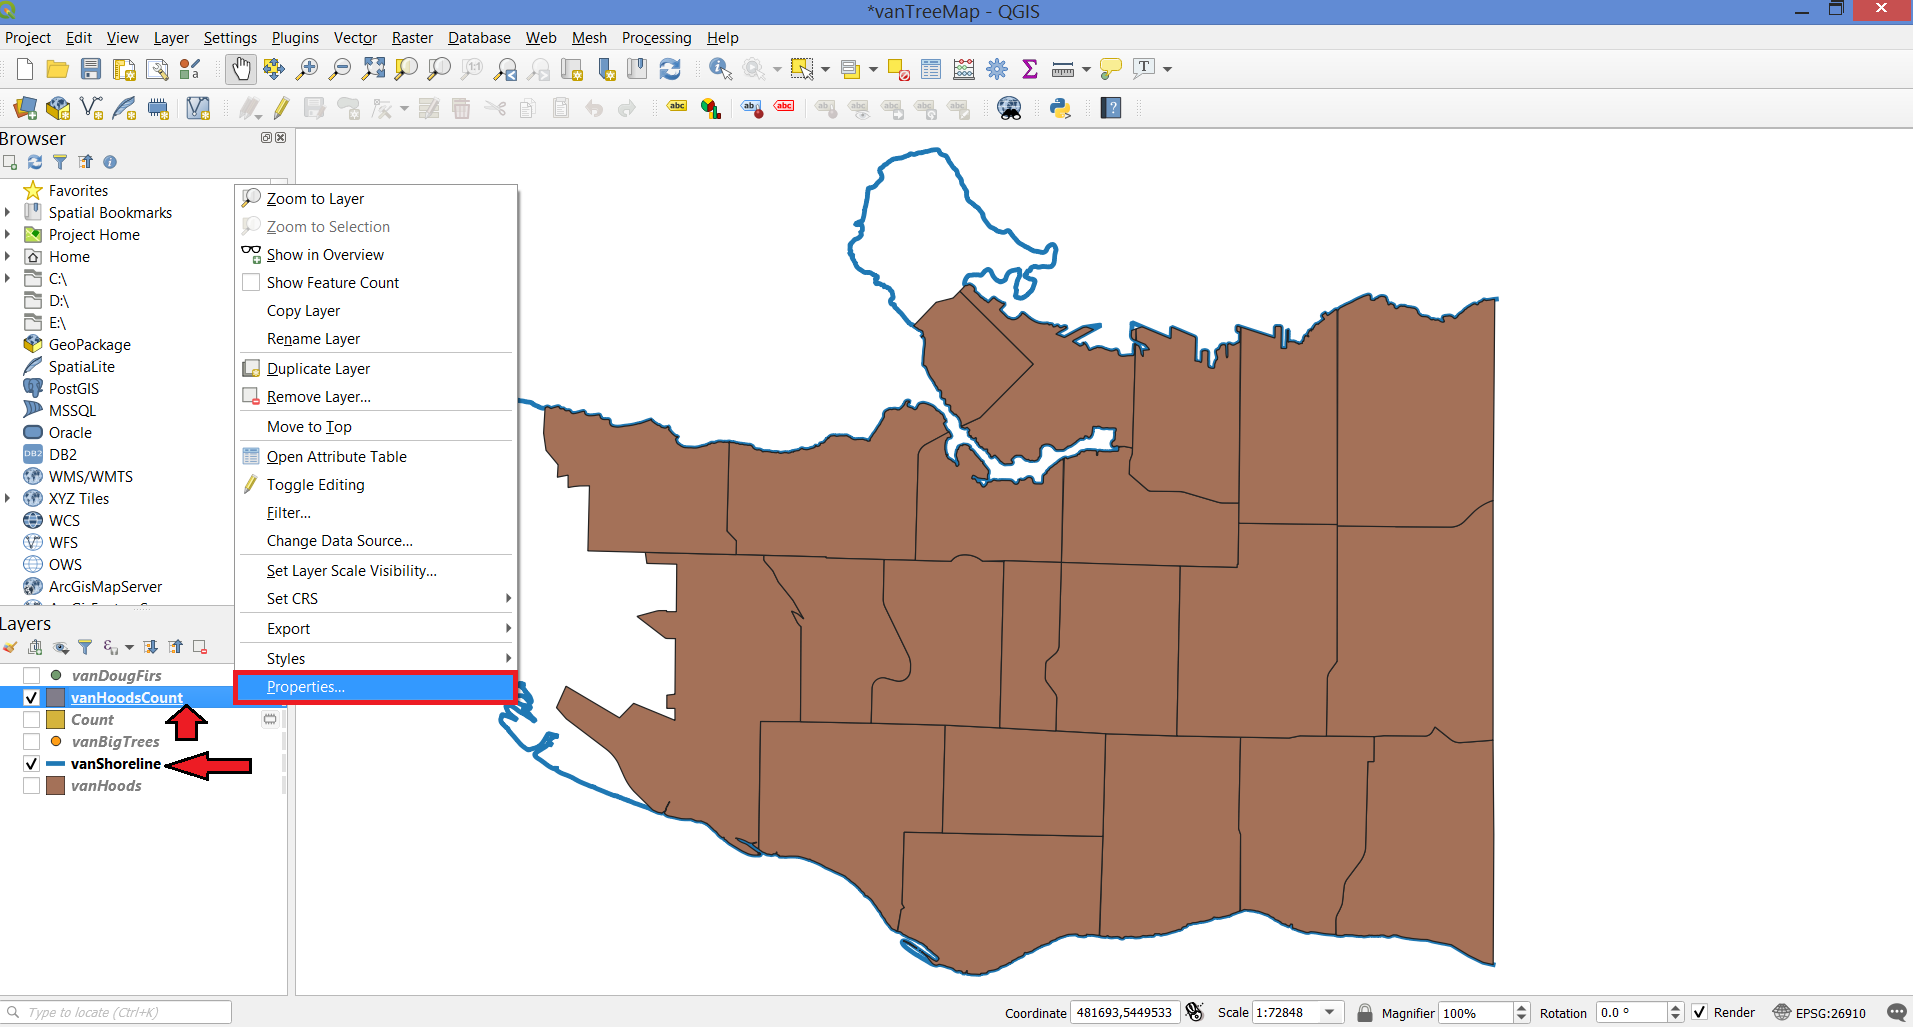 *vanTreeMap - QGIS
Project Edit View Layer Settings Plugins Vector Raster Database Web Mesh Processing Help
Browser
Favorites
Spatial Bookmarks
Project Home
Home
C:\
D:\
E:\
GeoPackage
SpatiaLite
PostGIS
MSSQL
Oracle
DB2
WMS/WMTS
XYZ Tiles
WCS
WFS
OWS
ArcGisMapServer
Zoom to Layer
Zoom to Selection
Show in Overview
Show Feature Count
Copy Layer
Rename Layer
Duplicate Layer
Remove Layer...
Move to Top
Open Attribute Table
Toggle Editing
Filter...
Change Data Source...
Set Layer Scale Visibility...
Set CRS
Export
Styles
Properties...
Layers
vanDougFirs
vanHoodsCount
Count
vanBigTrees
vanShoreline
vanHoods
Type to locate (Ctrl+K)
Coordinate 481693,5449533 Scale 1:72848 Magnifier 100% Rotation 0.0 ° Render EPSG:26910